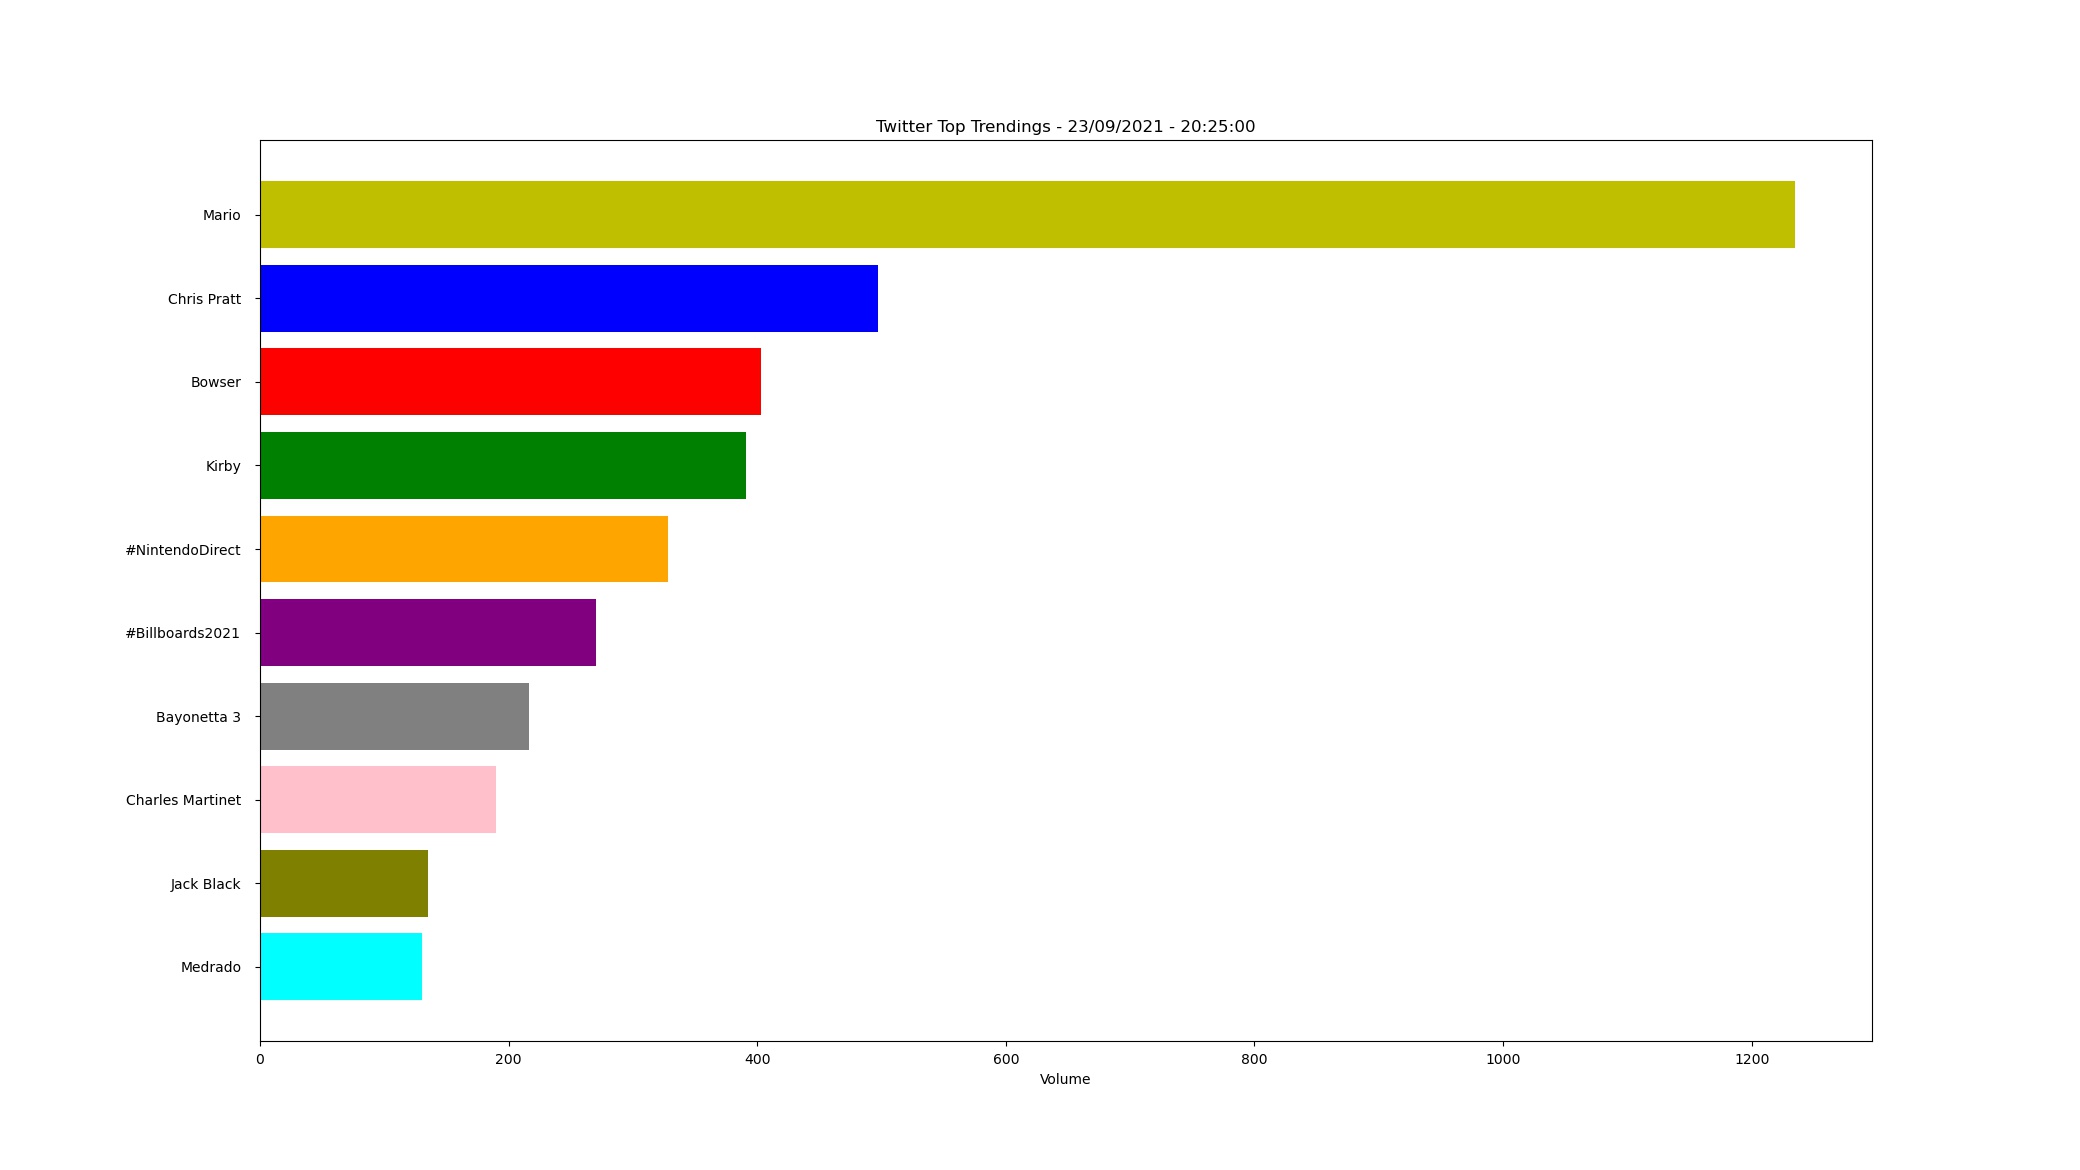 Twitter Top Trendings - 23/09/2021 - 20:25:00
Mario
Chris Pratt
Bowser
Kirby
#NintendoDirect
#Billboards2021
Bayonetta 3
Charles Martinet
Jack Black
Medrado
0 200 400 600 800 1000 1200
Volume